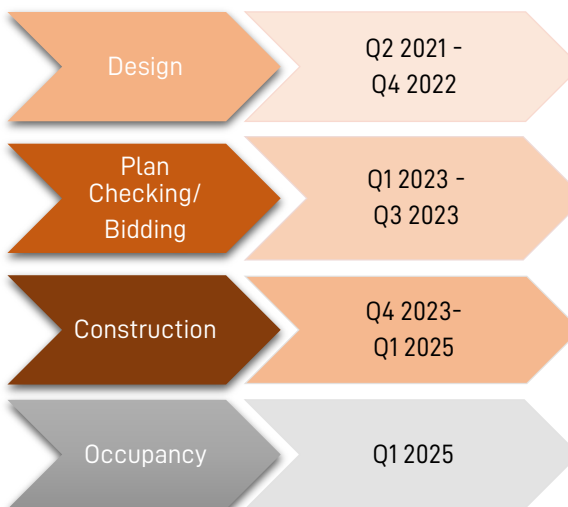 Design
Q2 2021 -
Q4 2022
Plan
Checking/
Bidding
Q1 2023 -
Q3 2023
Construction
Q4 2023-
Q1 2025
Occupancy
Q1 2025